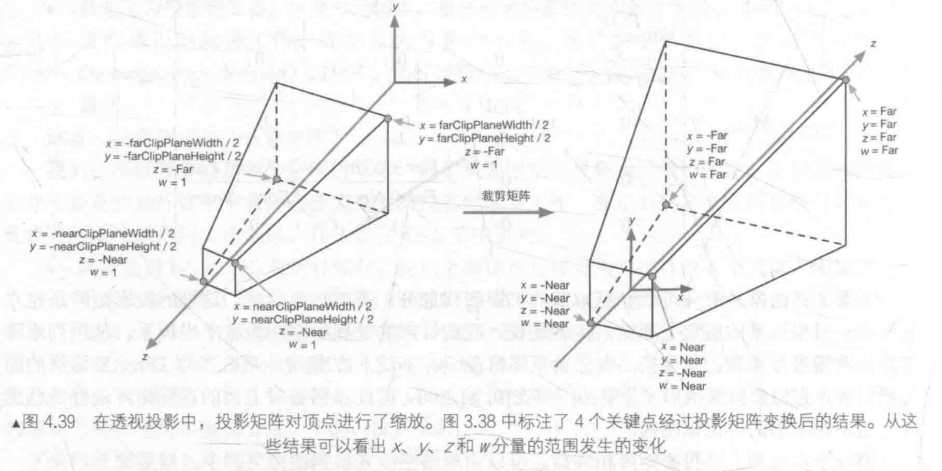 y
x
z
x = -farClipPlaneWidth / 2
y = -farClipPlaneHeight / 2
z = -Far
w = 1
x = farClipPlaneWidth / 2
y = farClipPlaneHeight / 2
z = -Far
w = 1
x = -nearClipPlaneWidth / 2
y = -nearClipPlaneHeight / 2
z = -Near
w = 1
x = nearClipPlaneWidth / 2
y = nearClipPlaneHeight / 2
z = -Near
w = 1
裁剪矩阵
z
y
x
x = Far
y = Far
z = Far
w = Far
x = -Far
y = -Far
z = Far
w = Far
x = -Near
y = -Near
z = -Near
w = Near
x = Near
y = Near
z = -Near
w = Near
▲图 4.39 在透视投影中，投影矩阵对顶点进行了缩放。图 3.38 中标注了 4 个关键点经过投影矩阵变换后的结果。从这
些结果可以看出 x、y、z 和 w 分量的范围发生的变化